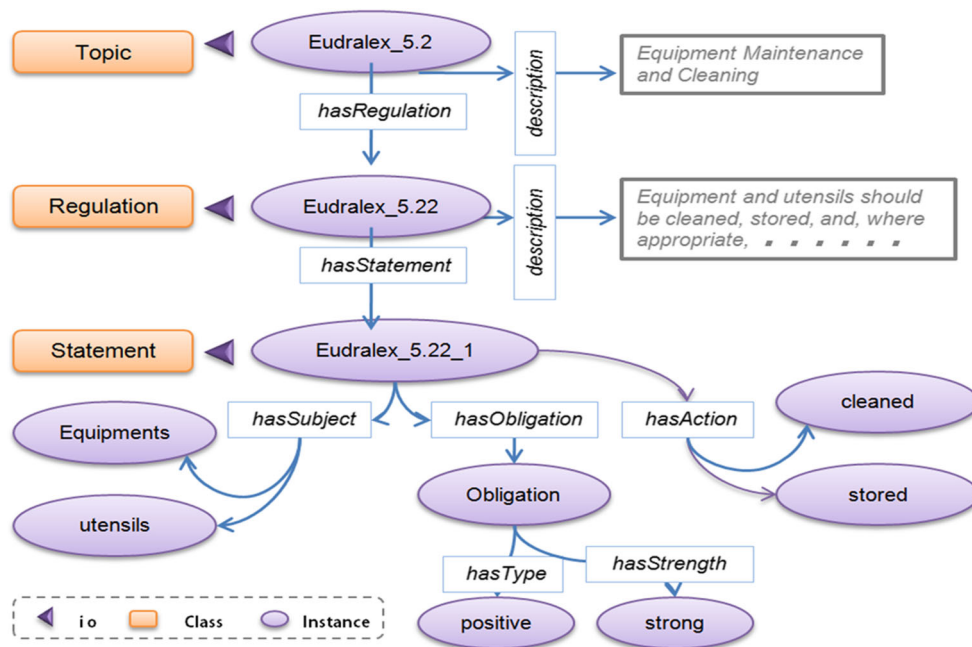 Topic
Eudralex_5.2
description
Equipment Maintenance
and Cleaning
hasRegulation
Regulation
Eudralex_5.22
description
Equipment and utensils should
be cleaned, stored, and, where
appropriate, . . . . . .
hasStatement
Statement
Eudralex_5.22_1
hasSubject
hasObligation
hasAction
cleaned
Equipments
utensils
Obligation
stored
hasType
hasStrength
positive
strong
io
Class
Instance